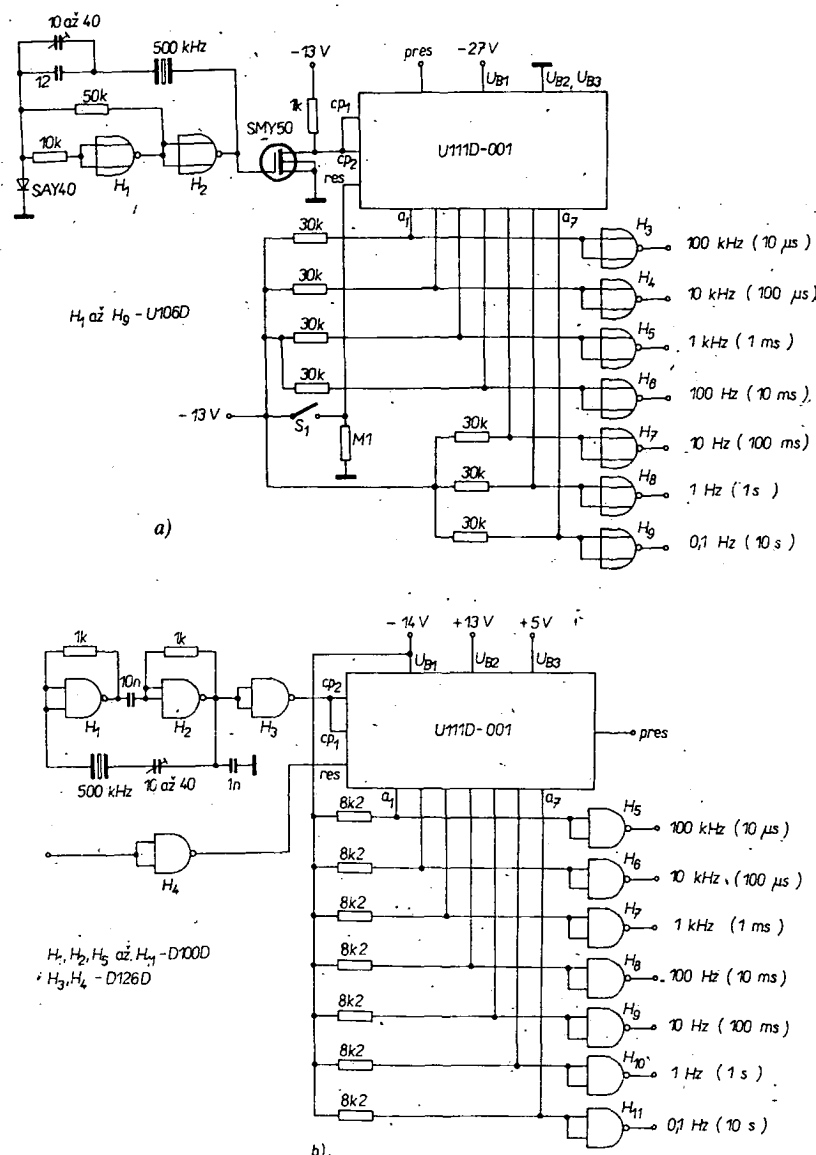 10 až 40
500 kHz
12
50k
10k
SAY40
H1
H2
SMY50
-13 V
1k
cp1
cp2
res
pres
-27 V
UB1
UB2, UB3
U111D-001
a1
a7
30k
H3
100 kHz (10 μs)
30k
H4
10 kHz (100 μs)
H1 až H9 - U106D
30k
H5
1 kHz (1 ms)
30k
H6
100 Hz (10 ms)
-13 V
S1
M1
30k
H7
10 Hz (100 ms)
30k
H8
1 Hz (1s)
30k
H9
0,1 Hz (10 s)
a)
-14 V
+13 V
+5 V
UB1
UB2
UB3
1k
1k
10n
H1
H2
H3
cp2
cp1
res
U111D-001
pres
500 kHz
10 až 40
1n
a1
a7
H4
8k2
H5
100 kHz (10 μs)
8k2
H6
10 kHz (100 μs)
8k2
H7
1 kHz (1 ms)
H1, H2, H5 až H11 - D100D
H3, H4 - D126D
8k2
H8
100 Hz (10 ms)
8k2
H9
10 Hz (100 ms)
8k2
H10
1 Hz (1 s)
8k2
H11
0,1 Hz (10 s)
b)